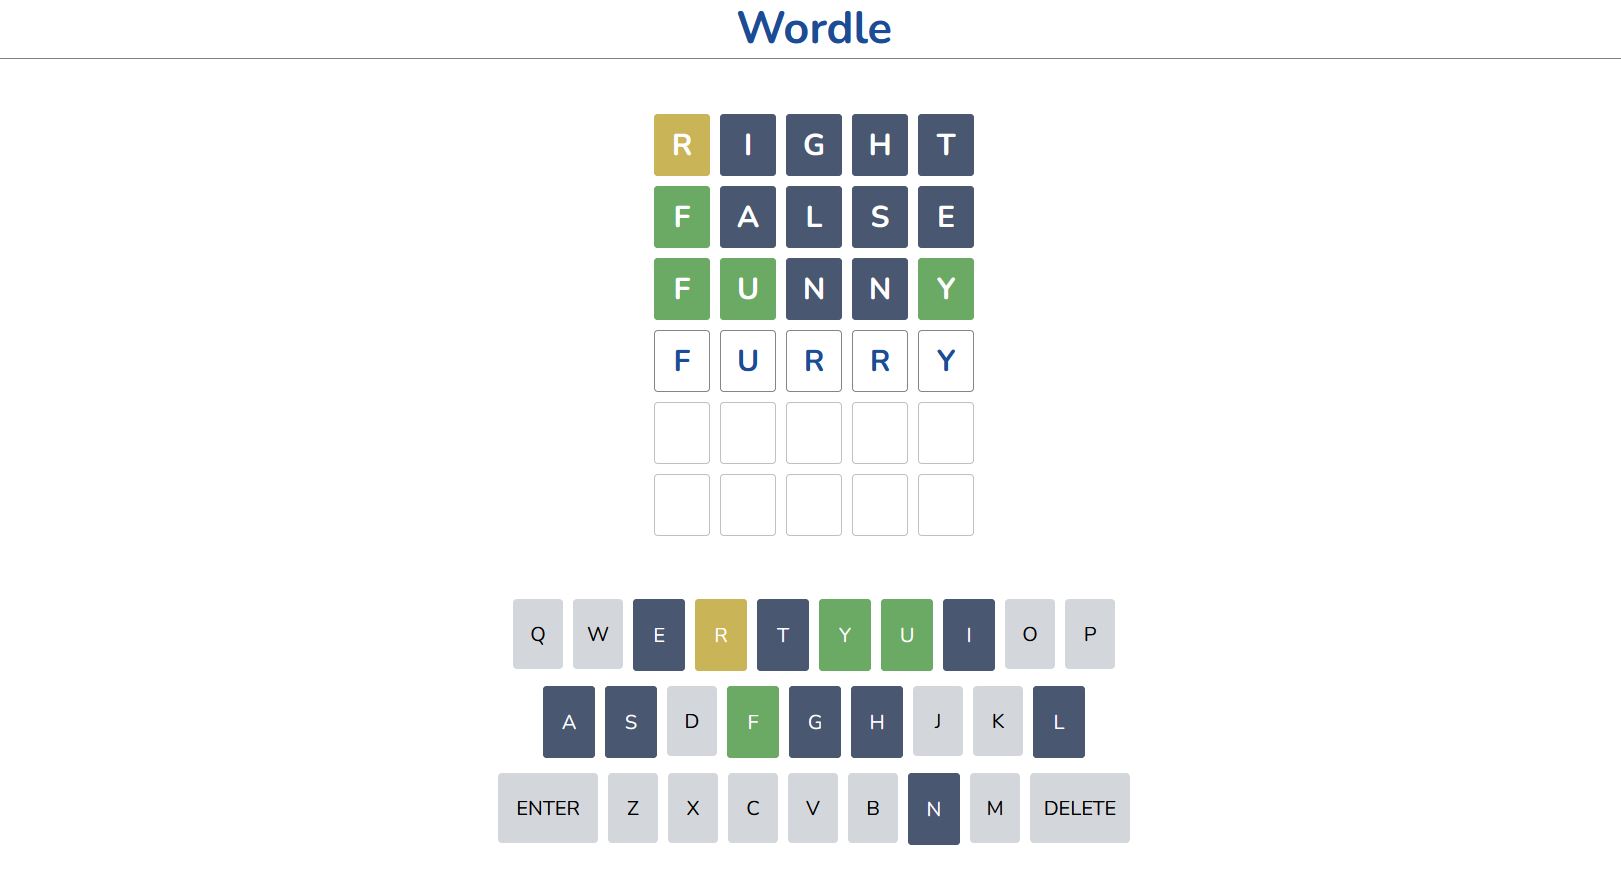 Wordle
R I G H T
F A L S E
F U N N Y
F U R R Y
Q W E R T Y U I O P
A S D F G H J K L
ENTER Z X C V B N M DELETE